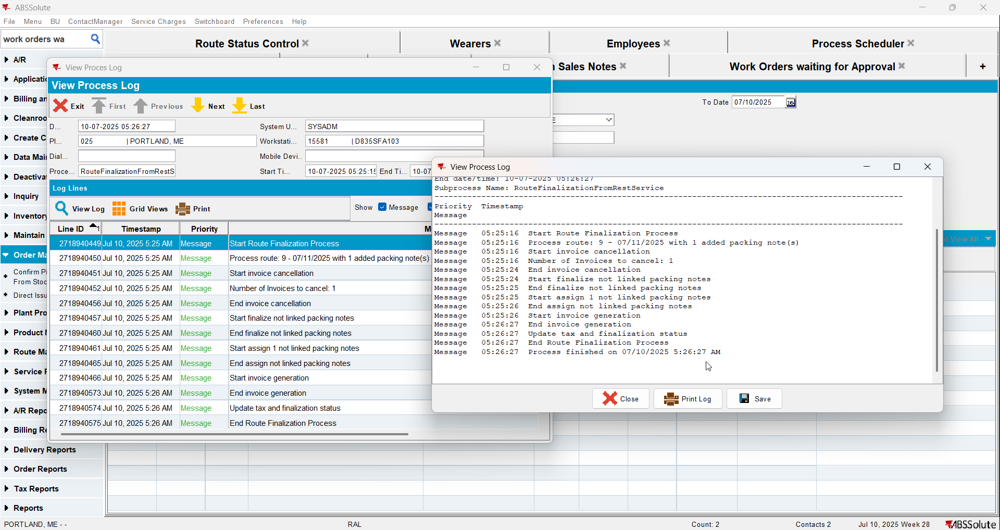 ABSSolute
File Menu BU ContactManager Service Charges Switchboard Preferences Help
work orders wa
Route Status Control
Wearers
Employees
Process Scheduler
Sales Notes
Work Orders waiting for Approval
+
To Date 07/10/2025
16
A/R
Billing
Inquiry
Inventory
Maintain
From
Product
Service
System
A/R
Billing
Delivery Reports
Order Reports
Tax Reports
Reports
View Proces Log
View Process Log
Exit First Previous Next Last
D... 10-07-2025 05:26:27 System U... SYSADM
Pl... 025 | PORTLAND, ME Workstati... 15581 | D835SFA103
Dial... Mobile Devi..
Proce... RouteFinalizationFromRestS Start Ti... 10-07-2025 05:25:15 End Ti... 10-07
Log Lines
View Log Grid Views Print Show Message
Line ID 1 Timestamp Priority M
2718940449 Jul 10, 2025 5:25 AM Message Start Route Finalization Process
2718940450 Jul 10, 2025 5:25 AM Message Process route: 9 - 07/11/2025 with 1 added packing note(s)
2718940451 Jul 10, 2025 5:25 AM Message Start invoice cancellation
2718940452 Jul 10, 2025 5:25 AM Message Number of Invoices to cancel: 1
2718940456 Jul 10, 2025 5:25 AM Message End invoice cancellation
2718940457 Jul 10, 2025 5:25 AM Message Start finalize not linked packing notes
2718940460 Jul 10, 2025 5:25 AM Message End finalize not linked packing notes
2718940461 Jul 10, 2025 5:25 AM Message Start assign 1 not linked packing notes
2718940465 Jul 10, 2025 5:25 AM Message End assign not linked packing notes
2718940466 Jul 10, 2025 5:25 AM Message Start invoice generation
2718940573 Jul 10, 2025 5:26 AM Message End invoice generation
2718940574 Jul 10, 2025 5:26 AM Message Update tax and finalization status
2718940575 Jul 10, 2025 5:26 AM Message End Route Finalization Process
View Process Log
End date/time: 10-07-2025 05:26:27
Subprocess Name: RouteFinalizationFromRestService
Priority Timestamp
Message
Message 05:25:16 Start Route Finalization Process
Message 05:25:16 Process route: 9 - 07/11/2025 with 1 added packing note(s)
Message 05:25:16 Start invoice cancellation
Message 05:25:16 Number of Invoices to cancel: 1
Message 05:25:24 End invoice cancellation
Message 05:25:24 Start finalize not linked packing notes
Message 05:25:25 End finalize not linked packing notes
Message 05:25:25 Start assign 1 not linked packing notes
Message 05:25:26 End assign not linked packing notes
Message 05:25:26 Start invoice generation
Message 05:26:27 End invoice generation
Message 05:26:27 Update tax and finalization status
Message 05:26:27 End Route Finalization Process
Message 05:26:27 Process finished on 07/10/2025 5:26:27 AM
Close Print Log Save
View All
PORTLAND, ME - - RAL Count: 2 Contacts 2 Jul 10, 2025 Week 28 ABSSolute